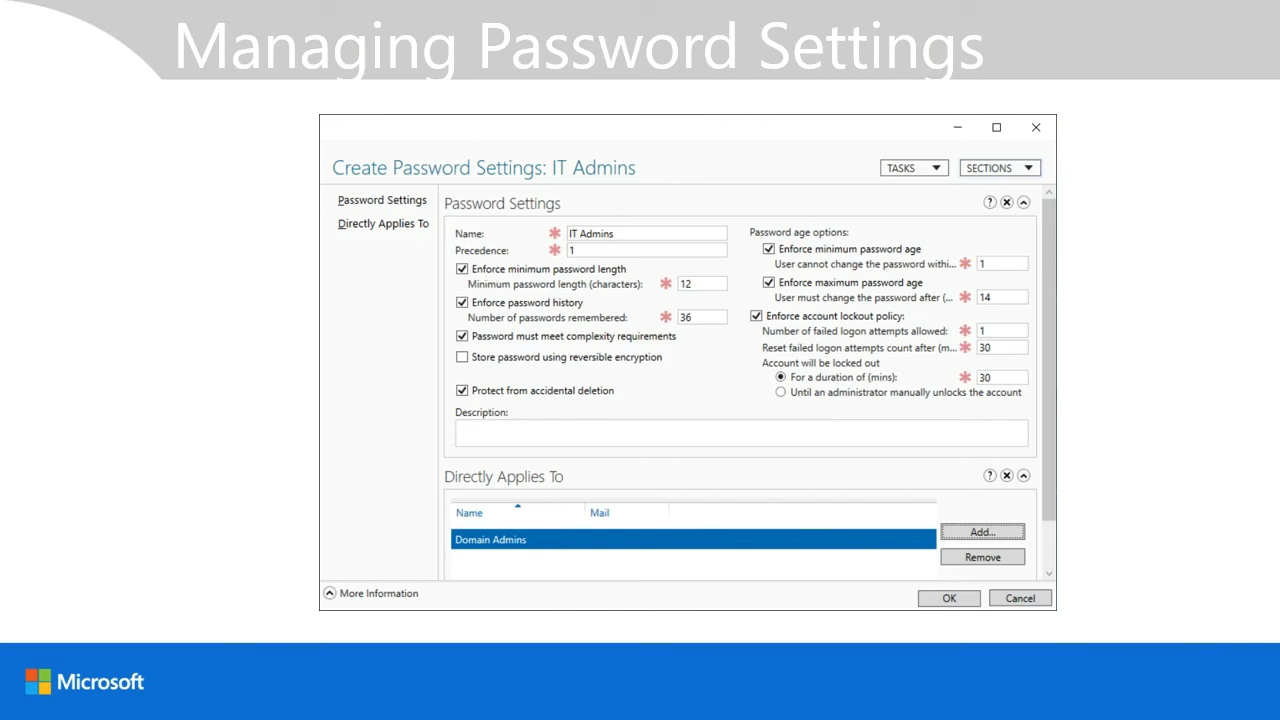 Managing Password Settings
Create Password Settings: IT Admins
TASKS
SECTIONS
Password Settings
Directly Applies To
Password Settings
Name: * IT Admins
Precedence: * 1
Enforce minimum password length
Minimum password length (characters): * 12
Enforce password history
Number of passwords remembered: * 36
Password must meet complexity requirements
Store password using reversible encryption
Protect from accidental deletion
Description:
Password age options:
Enforce minimum password age
User cannot change the password withi... * 1
Enforce maximum password age
User must change the password after (... * 14
Enforce account lockout policy:
Number of failed logon attempts allowed: * 1
Reset failed logon attempts count after (m... * 30
Account will be locked out
For a duration of (mins): * 30
Until an administrator manually unlocks the account
Directly Applies To
Name Mail
Domain Admins
Add...
Remove
More Information
OK
Cancel
Microsoft